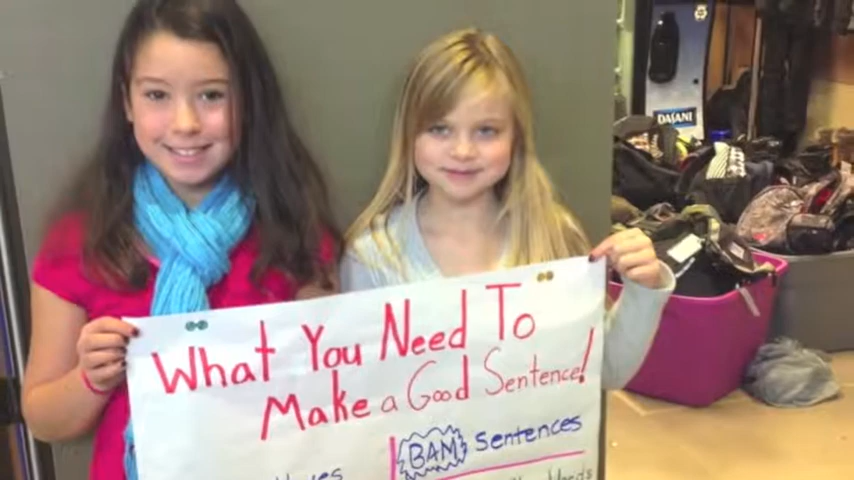 What You Need To
Make a Good Sentence!
BAM Sentences
DASANI